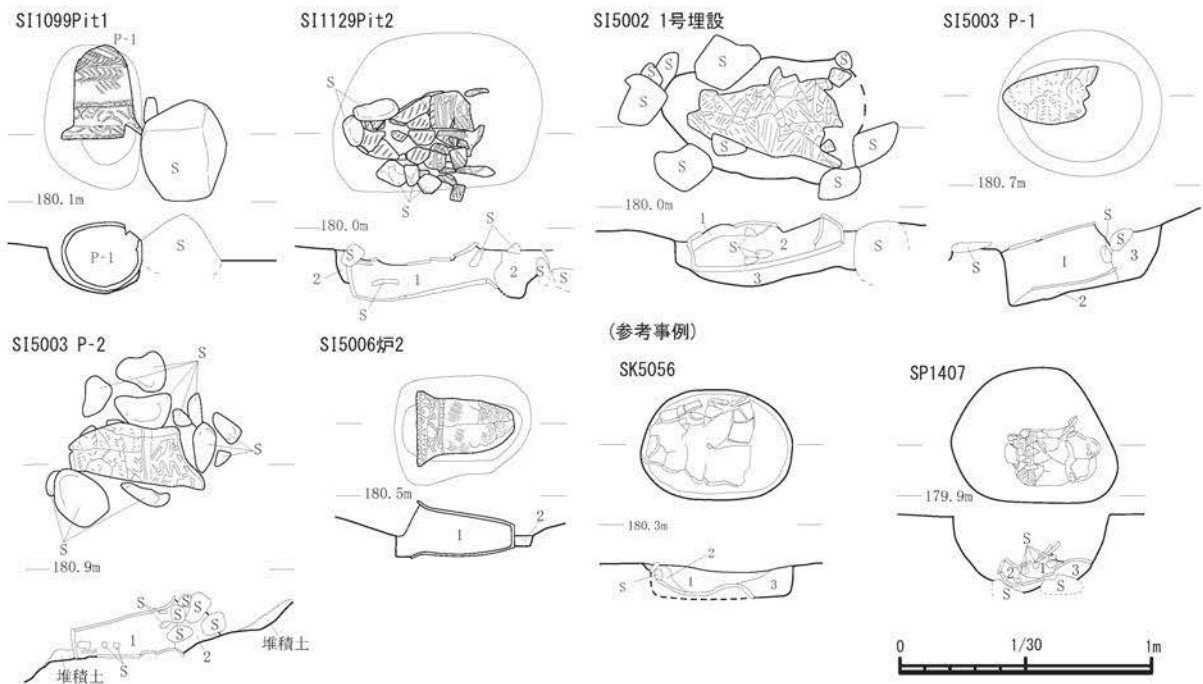 SI1099Pit1
P-1
S
180.1m
P-1
S
SI1129Pit2
S
S
180.0m
S
2
S
1
2
S
S
S
SI5002 1号埋設
S
S
S
S
S
S
S
S
S
180.0m
1
S
2
S
3
SI5003 P-1
180.7m
S
S
1
3
S
2
SI5003 P-2
S
S
S
180.9m
S
S
S
S
S
S
1
2
S
堆積土
堆積土
SI5006炉2
180.5m
1
2
(参考事例)
SK5056
180.3m
2
S
1
3
SP1407
179.9m
S
2
1
3
S
S
0
1/30
1m